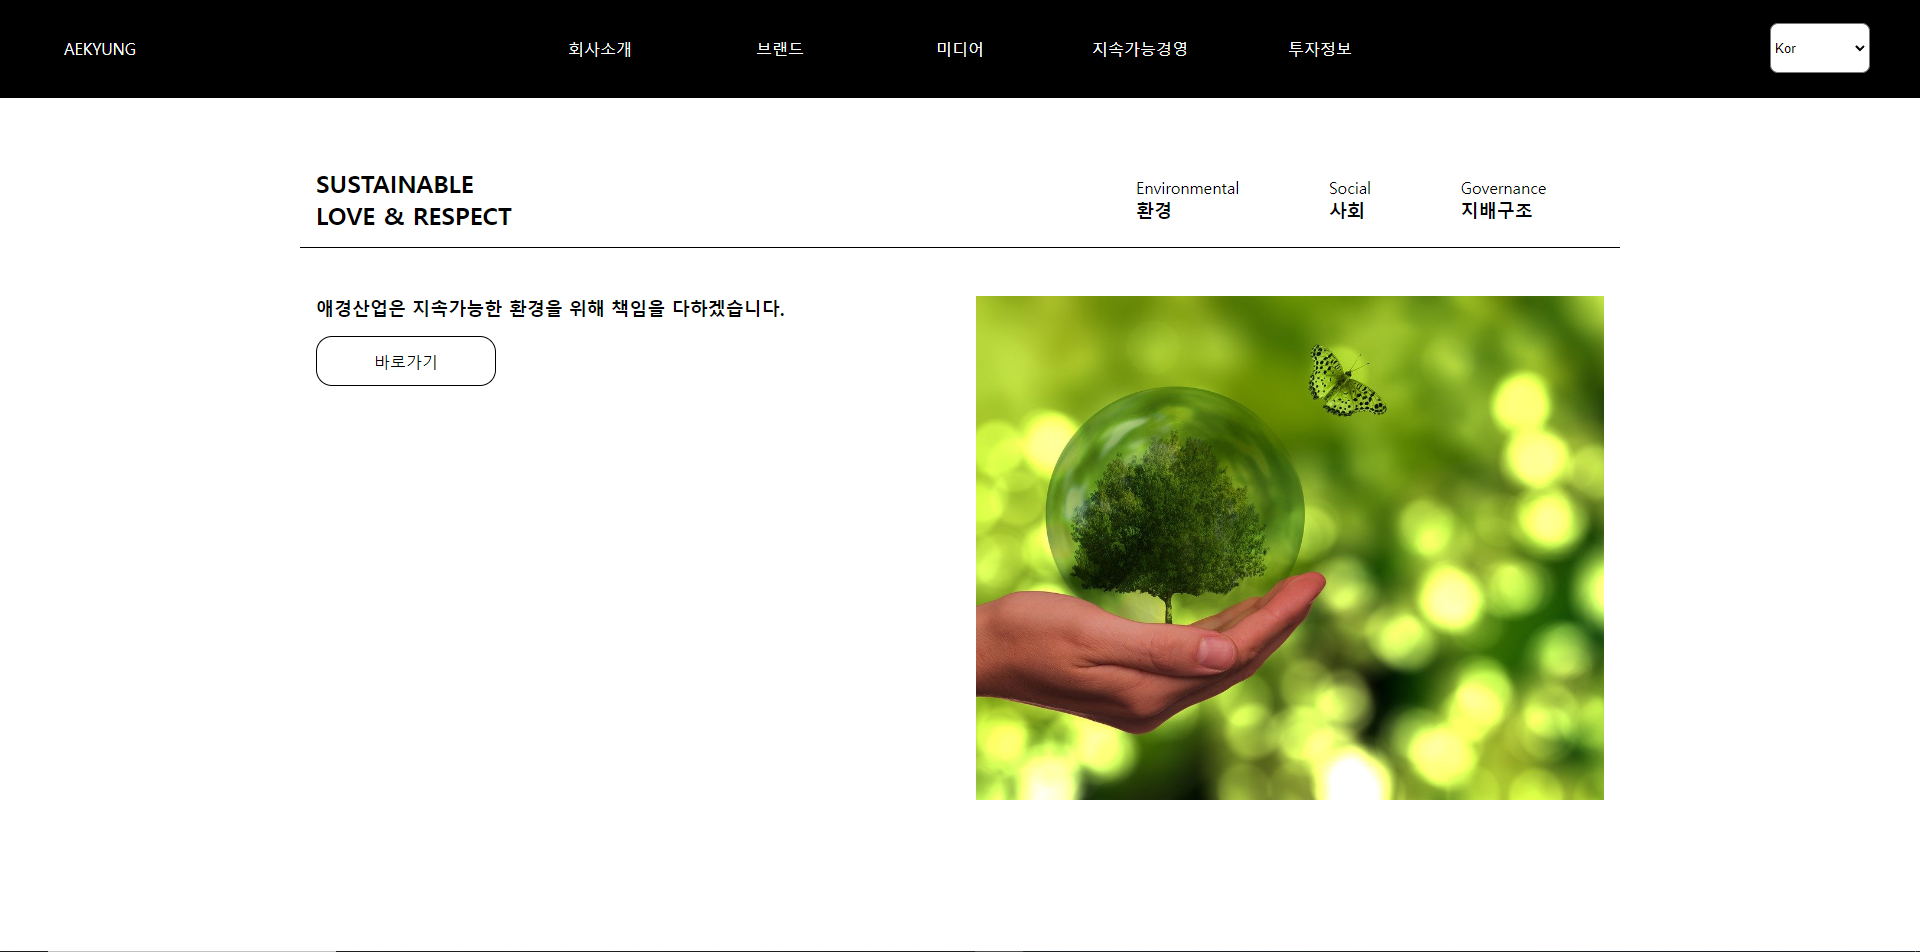 AEKYUNG
회사소개
브랜드
미디어
지속가능경영
투자정보
Kor
SUSTAINABLE
LOVE & RESPECT
Environmental
환경
Social
사회
Governance
지배구조
애경산업은 지속가능한 환경을 위해 책임을 다하겠습니다.
바로가기